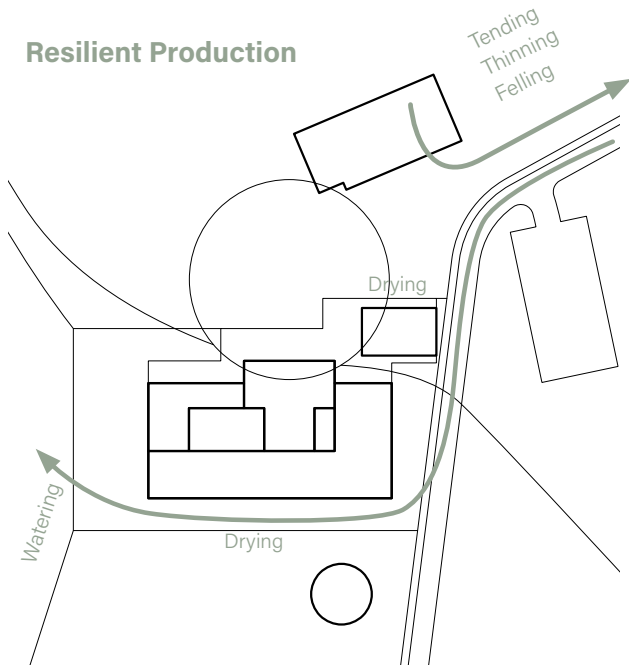 Resilient Production
Tending
Thinning
Felling
Drying
Watering
Drying